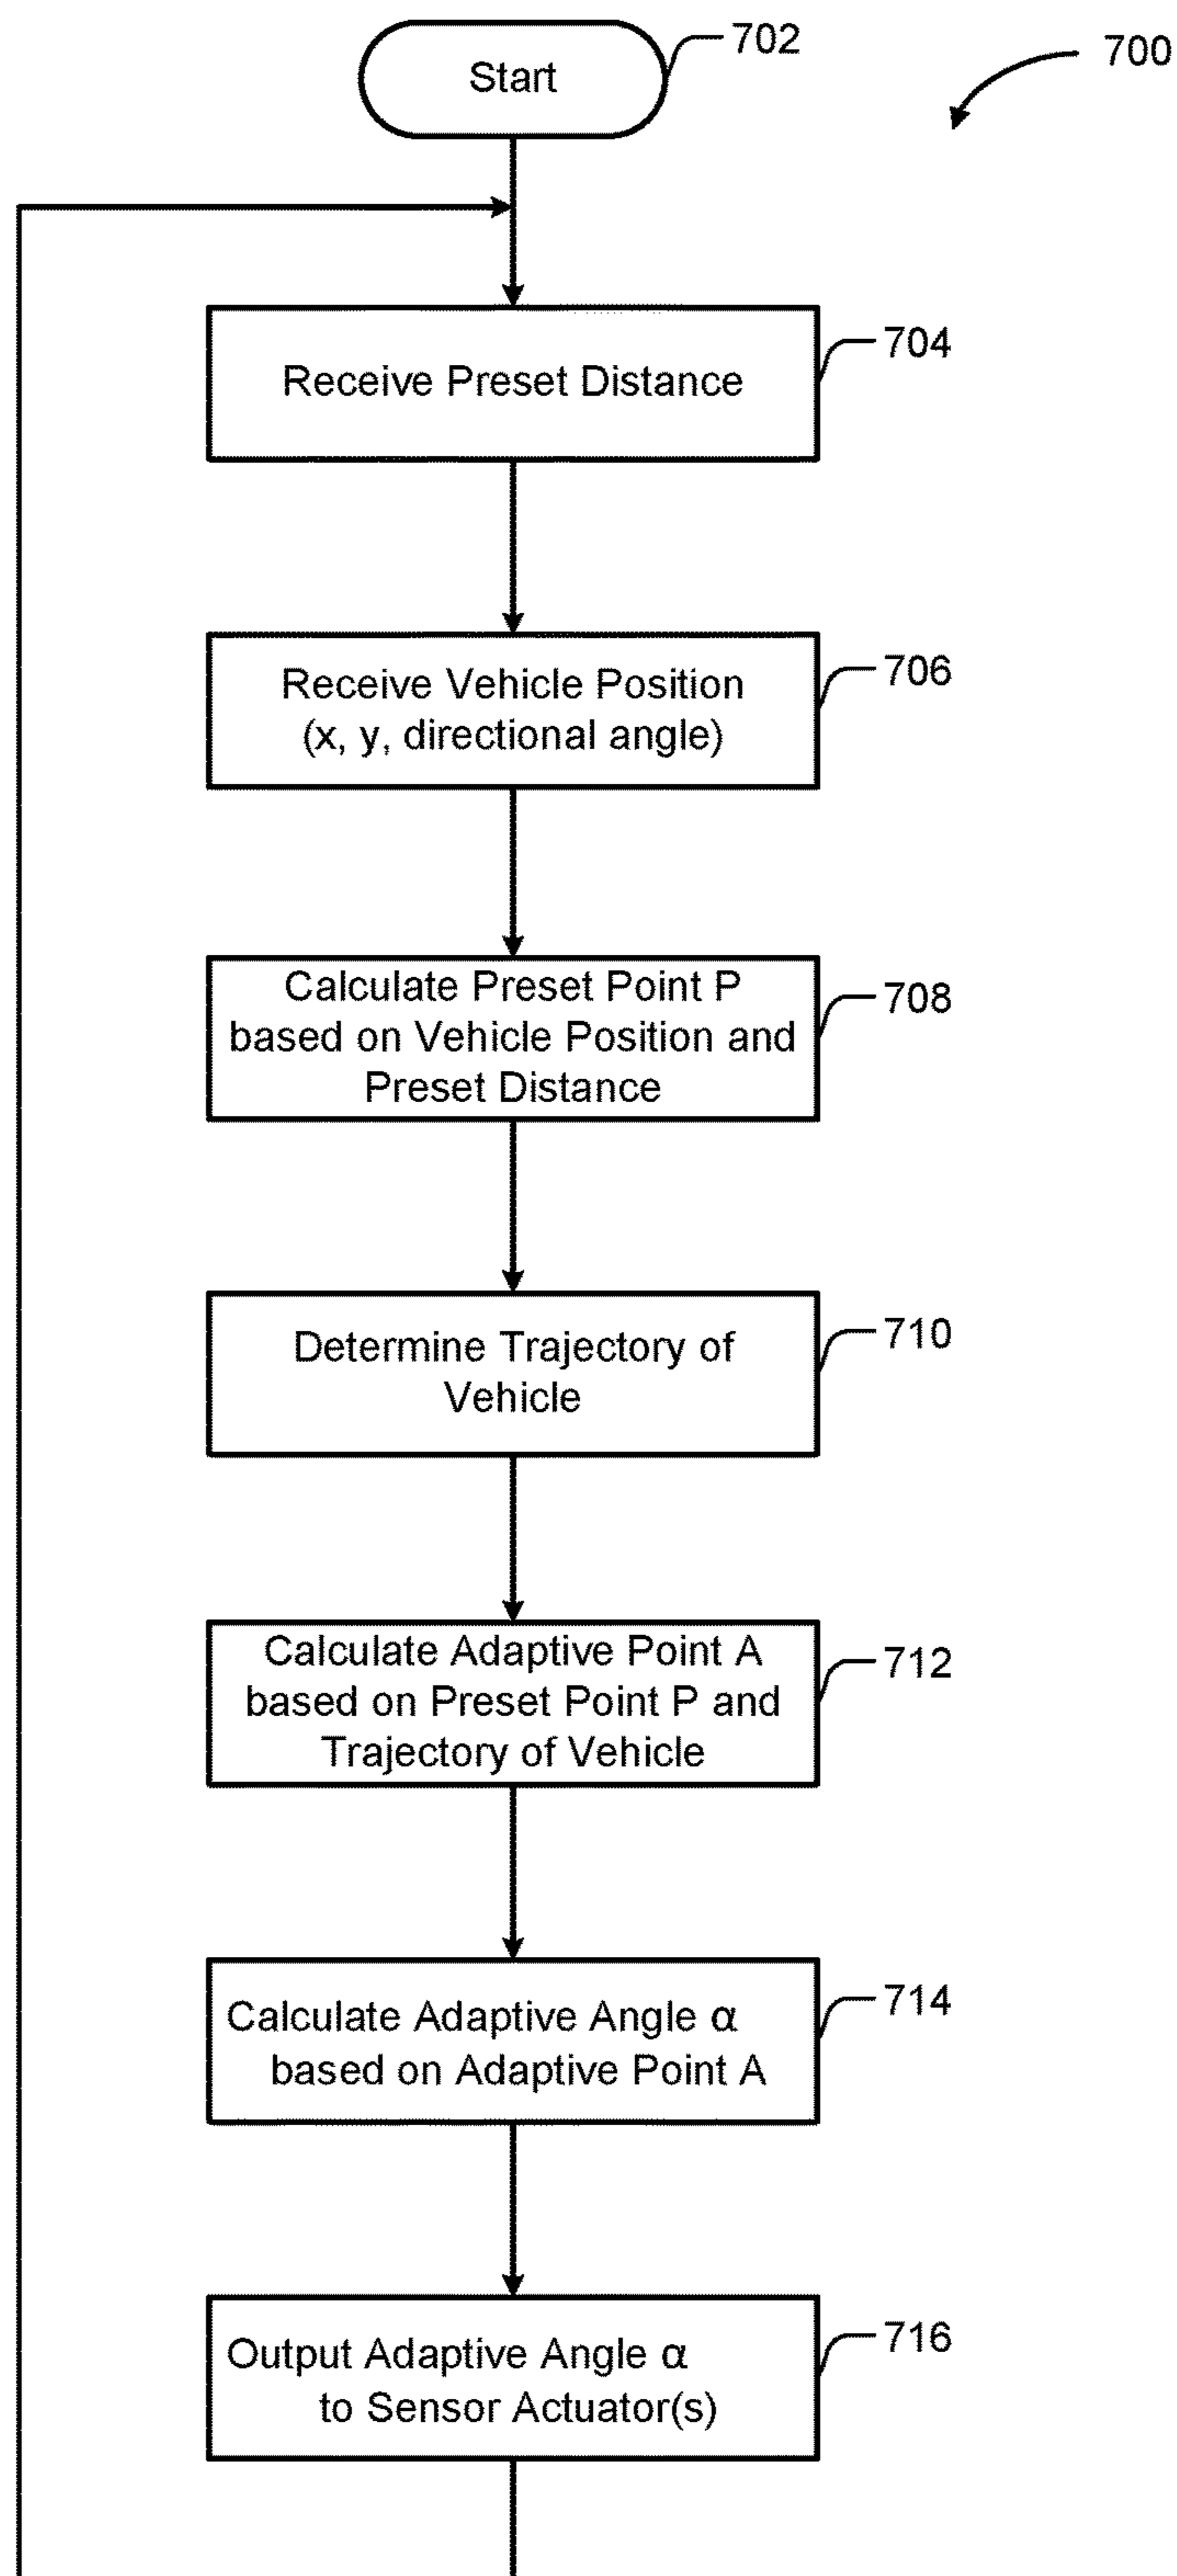 Start
702
700
Receive Preset Distance
704
Receive Vehicle Position
(x, y, directional angle)
706
Calculate Preset Point P
based on Vehicle Position and
Preset Distance
708
Determine Trajectory of
Vehicle
710
Calculate Adaptive Point A
based on Preset Point P and
Trajectory of Vehicle
712
Calculate Adaptive Angle α
based on Adaptive Point A
714
Output Adaptive Angle α
to Sensor Actuator(s)
716